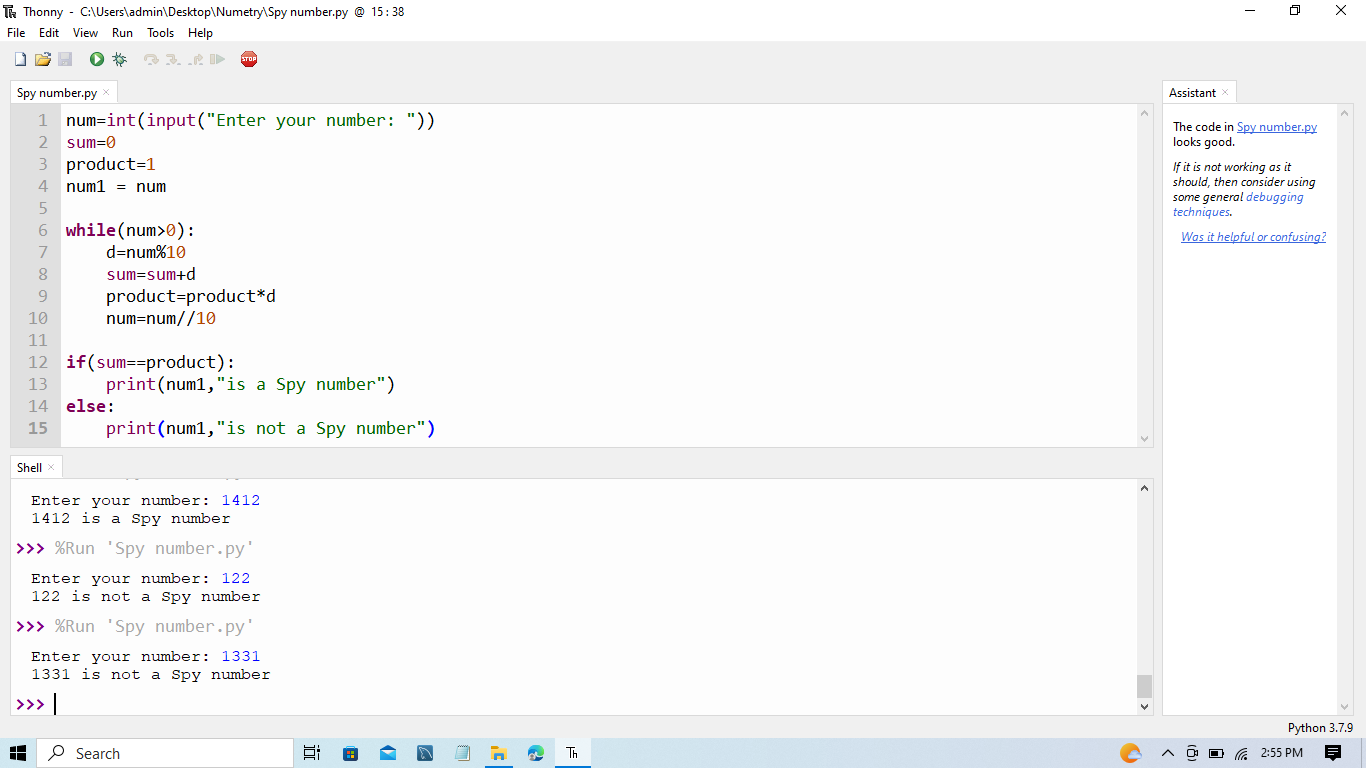 Thonny - C:\Users\admin\Desktop\Numetry\Spy number.py @ 15 : 38
File Edit View Run Tools Help
STOP
Spy number.py ×
1 num=int(input("Enter your number: "))
2 sum=0
3 product=1
4 num1 = num
5
6 while(num>0):
7     d=num%10
8     sum=sum+d
9     product=product*d
10     num=num//10
11
12 if(sum==product):
13     print(num1,"is a Spy number")
14 else:
15     print(num1,"is not a Spy number")
Shell ×
Enter your number: 1412
1412 is a Spy number
>>> %Run 'Spy number.py'
Enter your number: 122
122 is not a Spy number
>>> %Run 'Spy number.py'
Enter your number: 1331
1331 is not a Spy number
>>>
Assistant ×
The code in Spy number.py
looks good.
If it is not working as it
should, then consider using
some general debugging
techniques.
Was it helpful or confusing?
Python 3.7.9
Search
Th
2:55 PM